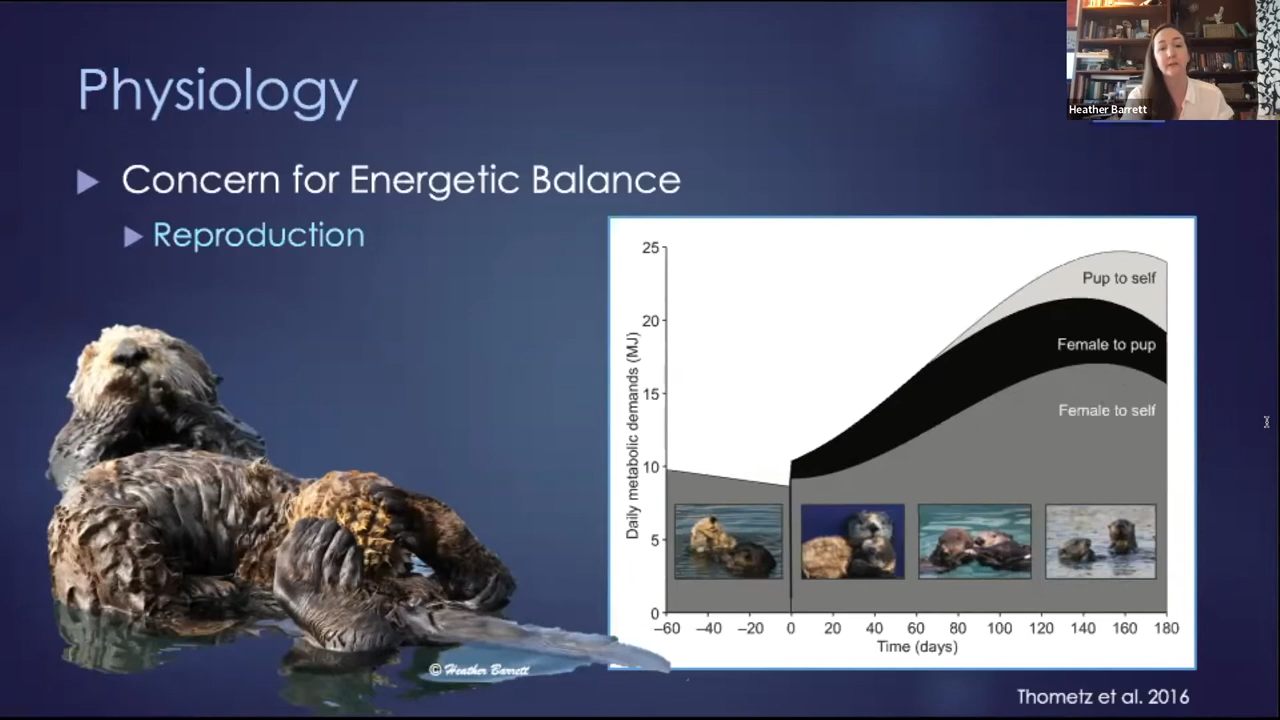 Physiology
Heather Barrett
Concern for Energetic Balance
Reproduction
Daily metabolic demands (MJ)
25
20
15
10
5
0
Pup to self
Female to pup
Female to self
–60 –40 –20 0 20 40 60 80 100 120 140 160 180
Time (days)
© Heather Barrett
Thometz et al. 2016